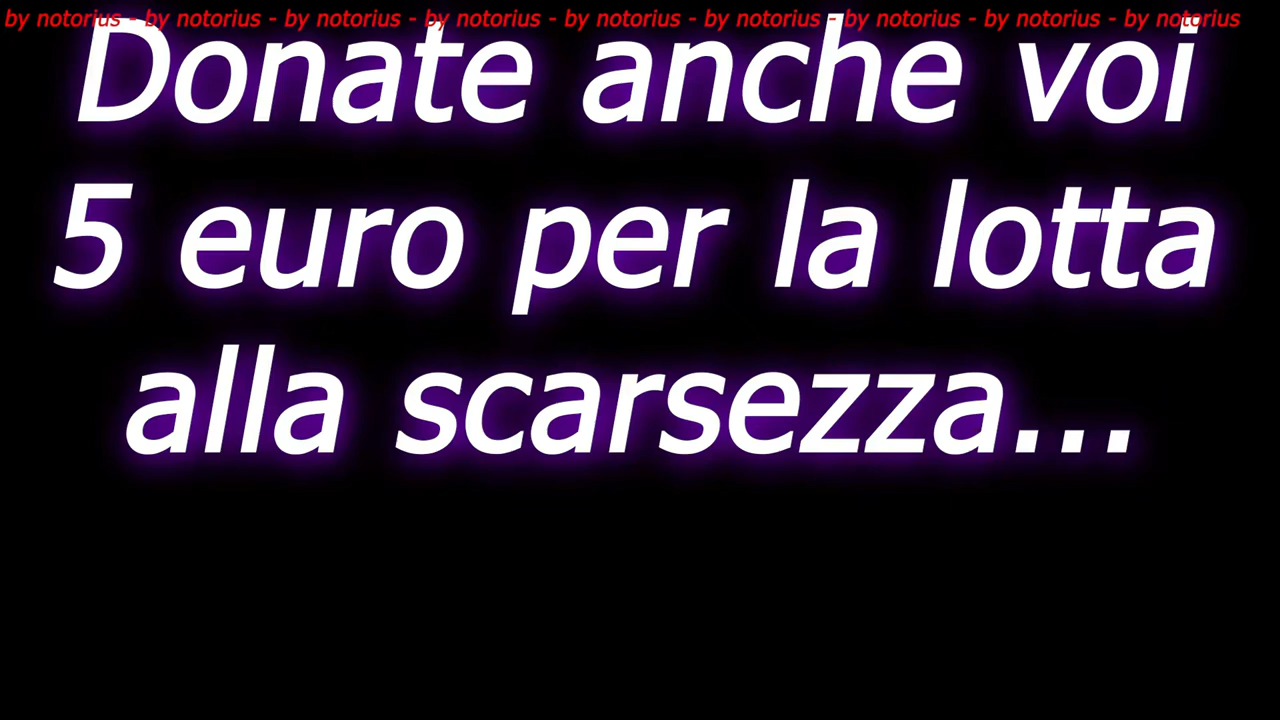 by notorius - by notorius - by notorius - by notorius - by notorius - by notorius - by notorius - by notorius - by notorius
Donate anche voi
5 euro per la lotta
alla scarsezza...